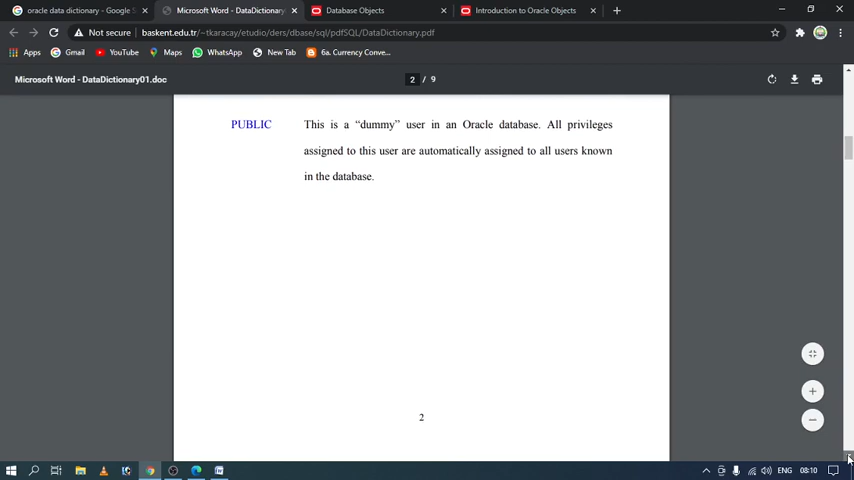 oracle data dictionary - Google S
Microsoft Word - DataDictionary
Database Objects
Introduction to Oracle Objects
Not secure
baskent.edu.tr/~tkaracay/etudio/ders/dbase/sql/pdfSQL/DataDictionary.pdf
Apps
Gmail
YouTube
Maps
WhatsApp
New Tab
6a. Currency Conve...
Microsoft Word - DataDictionary01.doc
2 / 9
PUBLIC
This is a “dummy” user in an Oracle database. All privileges
assigned to this user are automatically assigned to all users known
in the database.
2
ENG
08:10